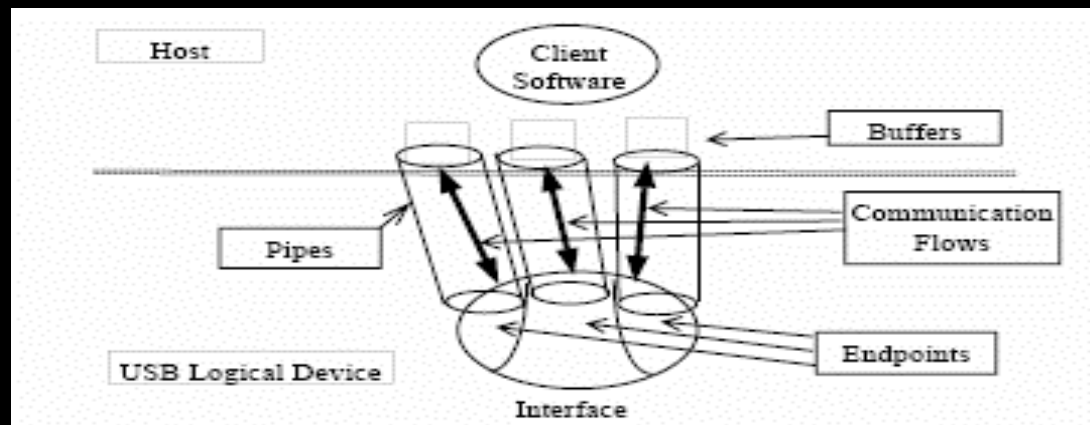 Host
Client
Software
Buffers
Communication
Flows
Pipes
Endpoints
USB Logical Device
Interface